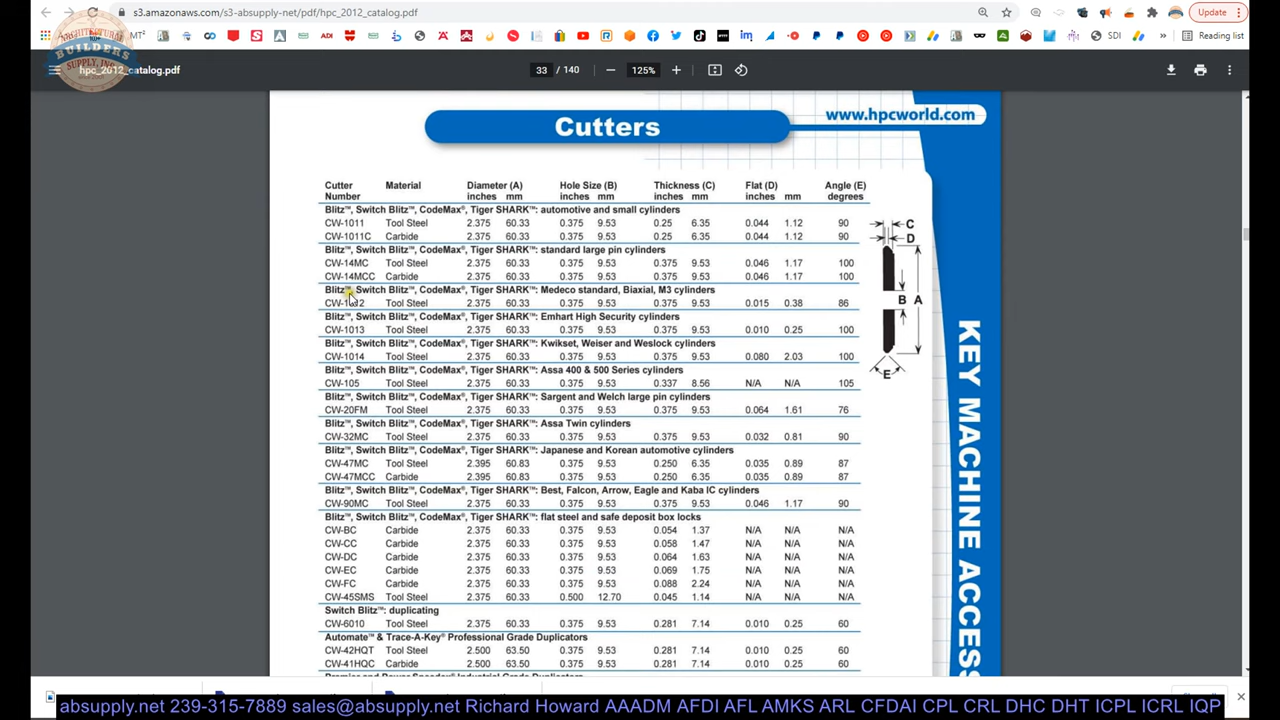 s3.amazonaws.com/s3-absupply-net/pdf/hpc_2012_catalog.pdf
Update
MT²
ADI
SDI
Reading list
ARCHITECTURAL
BUILDERS
SUPPLY, INC.
hpc_2012_catalog.pdf
33 / 140
125%
www.hpcworld.com
Cutters
Cutter Material Diameter (A) Hole Size (B) Thickness (C) Flat (D) Angle (E)
Number inches mm inches mm inches mm inches mm degrees
Blitz™, Switch Blitz™, CodeMax®, Tiger SHARK™: automotive and small cylinders
CW-1011 Tool Steel 2.375 60.33 0.375 9.53 0.25 6.35 0.044 1.12 90
CW-1011C Carbide 2.375 60.33 0.375 9.53 0.25 6.35 0.044 1.12 90
Blitz™, Switch Blitz™, CodeMax®, Tiger SHARK™: standard large pin cylinders
CW-14MC Tool Steel 2.375 60.33 0.375 9.53 0.375 9.53 0.046 1.17 100
CW-14MCC Carbide 2.375 60.33 0.375 9.53 0.375 9.53 0.046 1.17 100
Blitz™, Switch Blitz™, CodeMax®, Tiger SHARK™: Medeco standard, Biaxial, M3 cylinders
Tool Steel 2.375 60.33 0.375 9.53 0.375 9.53 0.015 0.38 86
Blitz™, Switch Blitz™, CodeMax®, Tiger SHARK™: Emhart High Security cylinders
CW-1013 Tool Steel 2.375 60.33 0.375 9.53 0.375 9.53 0.010 0.25 100
Blitz™, Switch Blitz™, CodeMax®, Tiger SHARK™: Kwikset, Weiser and Weslock cylinders
CW-1014 Tool Steel 2.375 60.33 0.375 9.53 0.375 9.53 0.080 2.03 100
Blitz™, Switch Blitz™, CodeMax®, Tiger SHARK™: Assa 400 & 500 Series cylinders
CW-105 Tool Steel 2.375 60.33 0.375 9.53 0.337 8.56 N/A N/A 105
Blitz™, Switch Blitz™, CodeMax®, Tiger SHARK™: Sargent and Welch large pin cylinders
CW-20FM Tool Steel 2.375 60.33 0.375 9.53 0.375 9.53 0.064 1.61 76
Blitz™, Switch Blitz™, CodeMax®, Tiger SHARK™: Assa Twin cylinders
CW-32MC Tool Steel 2.375 60.33 0.375 9.53 0.375 9.53 0.032 0.81 90
Blitz™, Switch Blitz™, CodeMax®, Tiger SHARK™: Japanese and Korean automotive cylinders
CW-47MC Tool Steel 2.395 60.83 0.375 9.53 0.250 6.35 0.035 0.89 87
CW-47MCC Carbide 2.395 60.83 0.375 9.53 0.250 6.35 0.035 0.89 87
Blitz™, Switch Blitz™, CodeMax®, Tiger SHARK™: Best, Falcon, Arrow, Eagle and Kaba IC cylinders
CW-90MC Tool Steel 2.375 60.33 0.375 9.53 0.375 9.53 0.046 1.17 90
Blitz™, Switch Blitz™, CodeMax®, Tiger SHARK™: flat steel and safe deposit box locks
CW-BC Carbide 2.375 60.33 0.375 9.53 0.054 1.37 N/A N/A N/A
CW-CC Carbide 2.375 60.33 0.375 9.53 0.058 1.47 N/A N/A N/A
CW-DC Carbide 2.375 60.33 0.375 9.53 0.064 1.63 N/A N/A N/A
CW-EC Carbide 2.375 60.33 0.375 9.53 0.069 1.75 N/A N/A N/A
CW-FC Carbide 2.375 60.33 0.375 9.53 0.088 2.24 N/A N/A N/A
CW-45SMS Tool Steel 2.375 60.33 0.500 12.70 0.045 1.14 N/A N/A N/A
Switch Blitz™: duplicating
CW-6010 Tool Steel 2.375 60.33 0.375 9.53 0.281 7.14 0.010 0.25 60
Automate™ & Trace-A-Key® Professional Grade Duplicators
CW-42HQT Tool Steel 2.500 63.50 0.375 9.53 0.281 7.14 0.010 0.25 60
CW-41HQC Carbide 2.500 63.50 0.375 9.53 0.281 7.14 0.010 0.25 60
C
D
B A
E
KEY MACHINE ACCESS
absupply.net 239-315-7889 sales@absupply.net Richard Howard AAADM AFDI AFL AMKS ARL CFDAI CPL CRL DHC DHT ICPL ICRL IQP